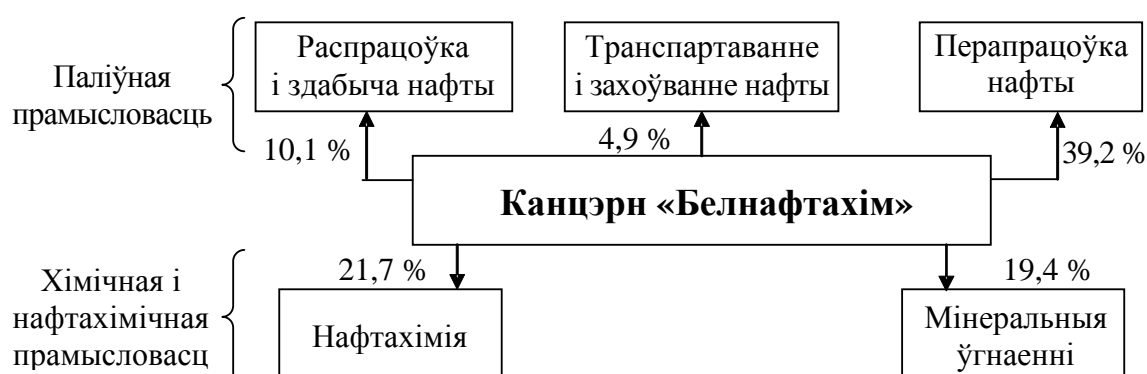 Паліўная
прамысловасць
Распрацоўка
і здабыча нафты
Транспартаванне
і захоўванне нафты
Перапрацоўка
нафты
10,1 %
4,9 %
39,2 %
Канцэрн «Белнафтахім»
21,7 %
19,4 %
Хімічная і
нафтахімічная
прамысловасц
Нафтахімія
Мінеральныя
ўгнаенні